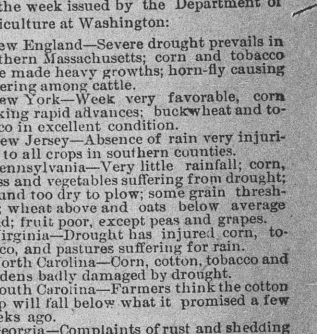 the week issued by the Department of
iculture at Washington:
ew England—Severe drought prevails in
thern Massachusetts; corn and tobacco
e made heavy growths; horn-fly causing
ering among cattle.
ew York—Week very favorable, corn
king rapid advances; buckwheat and to-
co in excellent condition.
ew Jersey—Absence of rain very injuri-
to all crops in southern counties.
ennsylvania—Very little rainfall; corn,
ss and vegetables suffering from drought;
und too dry to plow; some grain thresh-
; wheat above and oats below average
d; fruit poor, except peas and grapes.
irginia—Drought has injured corn, to-
co, and pastures suffering for rain.
orth Carolina—Corn, cotton, tobacco and
dens badly damaged by drought.
outh Carolina—Farmers think the cotton
p will fall below what it promised a few
eks ago.
eorgia—Complaints of rust and shedding